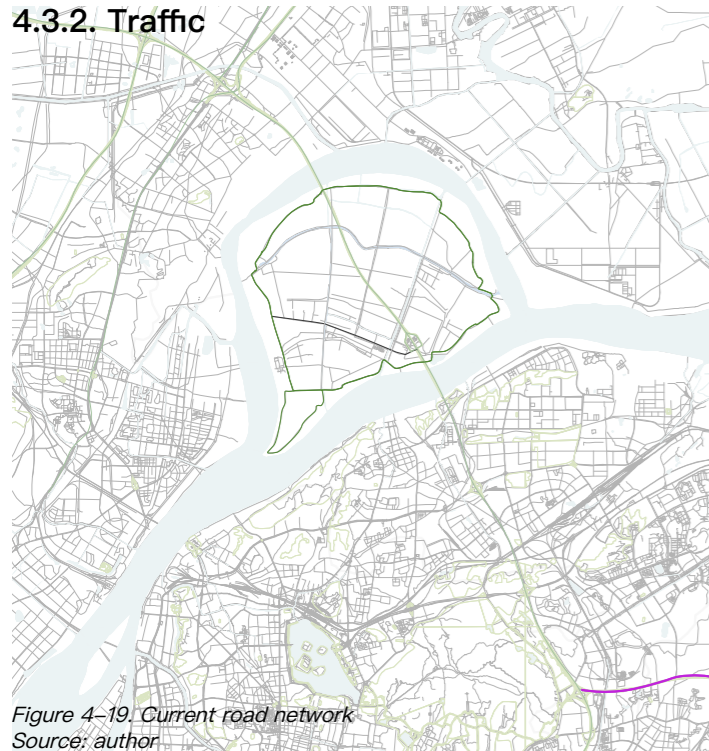 4.3.2. Traffic
Figure 4–19. Current road network
Source: author